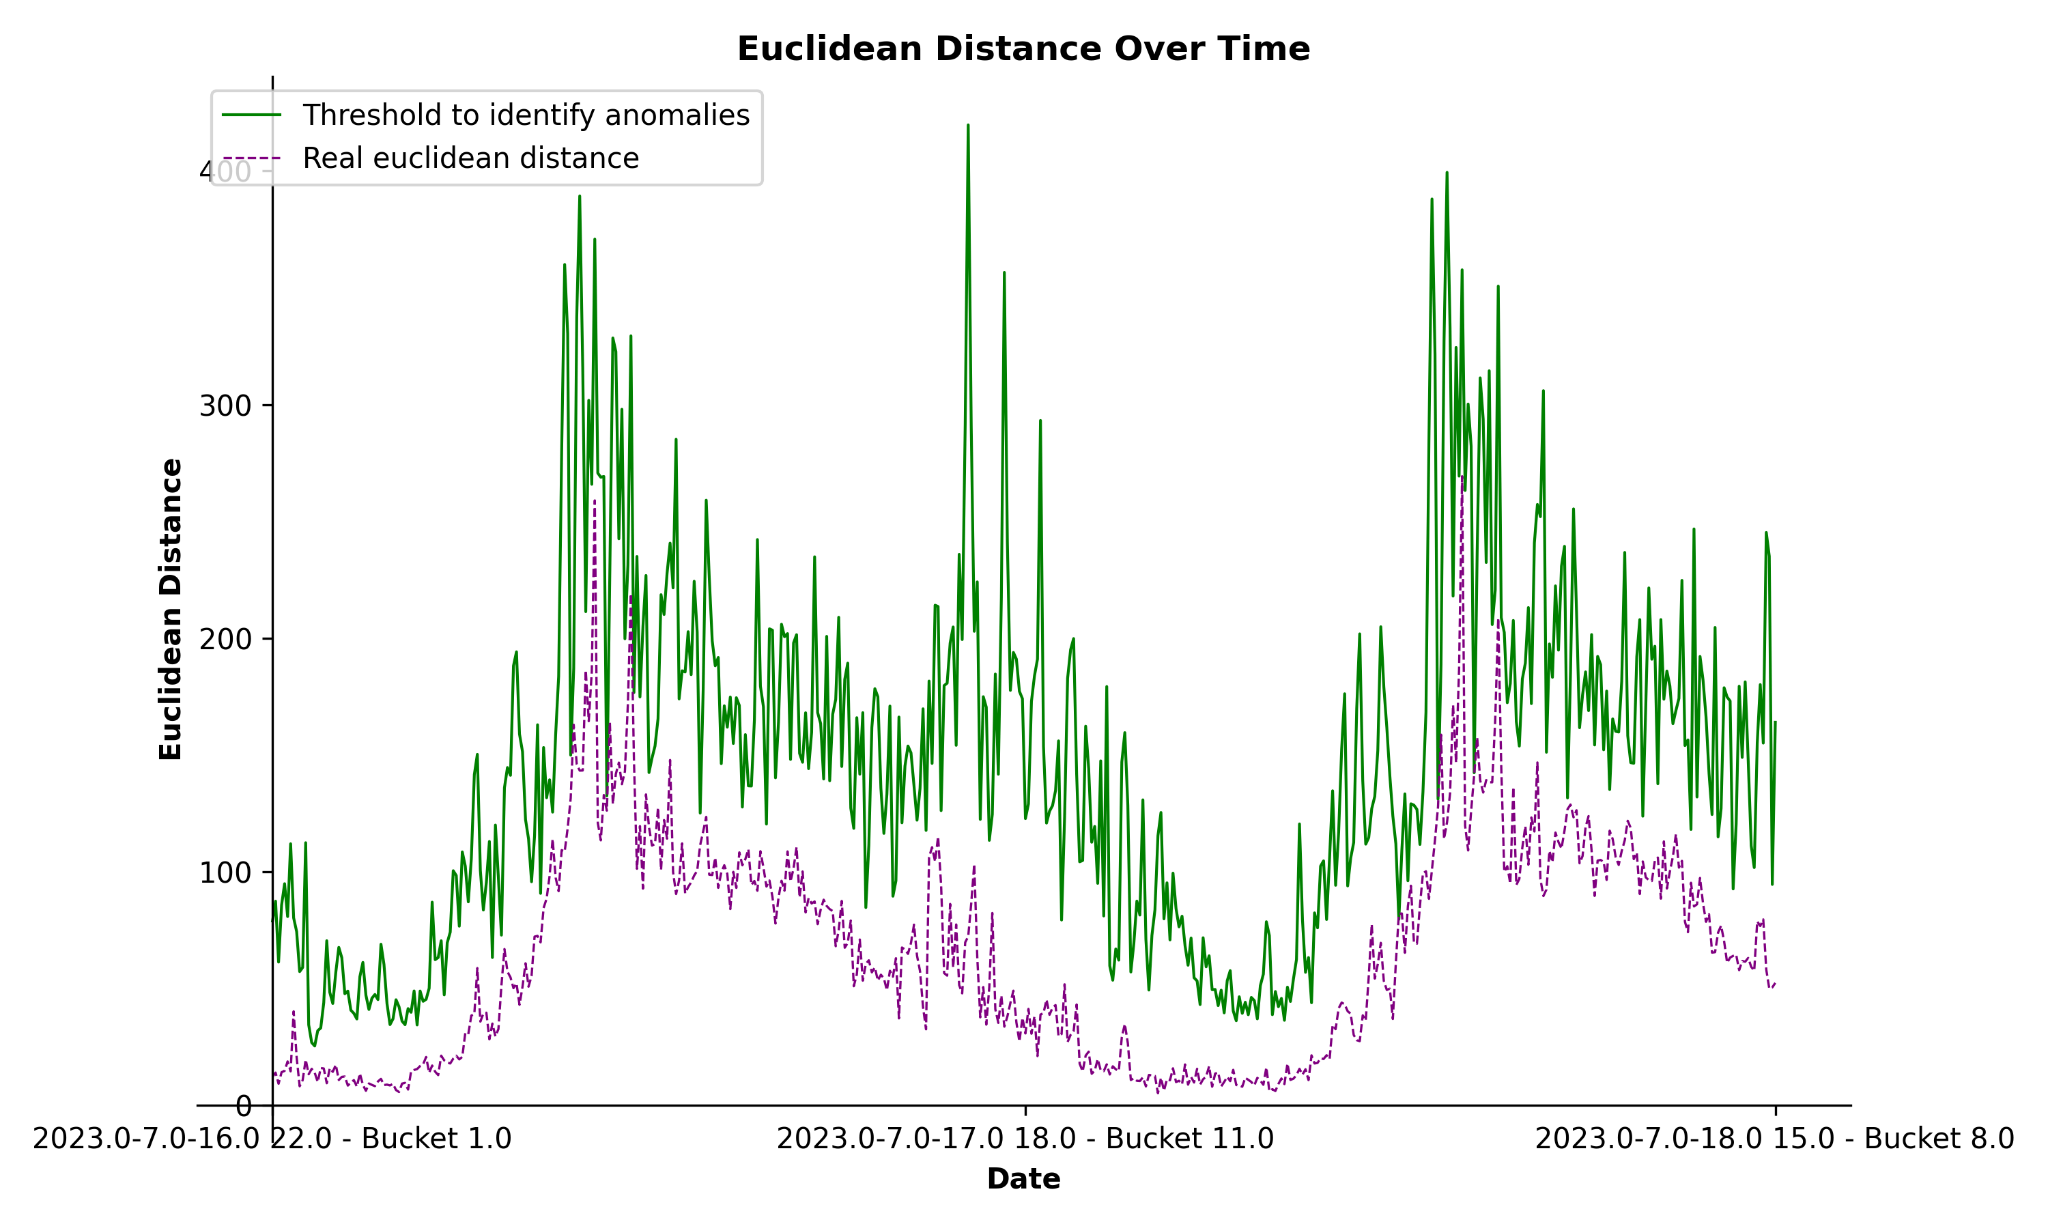 Euclidean Distance Over Time
Threshold to identify anomalies
Real euclidean distance
400
300
200
100
0
Euclidean Distance
2023.0-7.0-16.0 22.0 - Bucket 1.0
2023.0-7.0-17.0 18.0 - Bucket 11.0
2023.0-7.0-18.0 15.0 - Bucket 8.0
Date